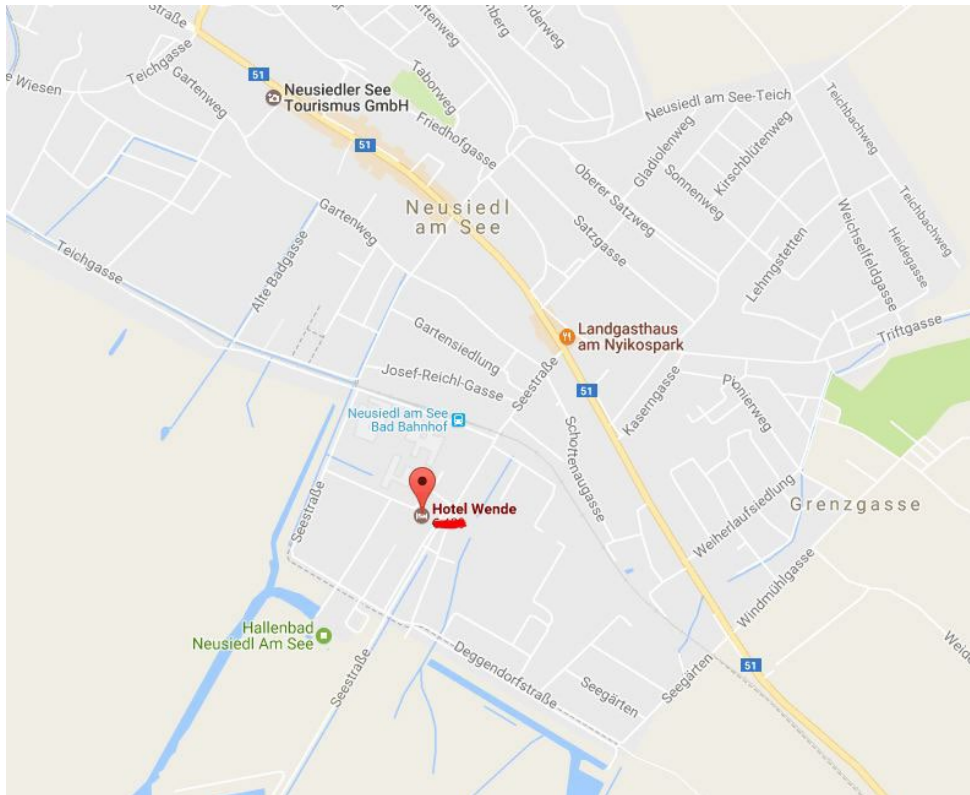 Straße
Teichgasse
e Wiesen
Gartenweg
51
Neusiedler See
Tourismus GmbH
51
Taborweg
Friedhofgasse
Neusiedl am See-Teich
Teichbachweg
Gladiolenweg
Sonnenweg
Kirschblütenweg
Oberer Satzweg
Satzgasse
Neusiedl
am See
Gartenweg
Alte Badgasse
Teichgasse
Lehmgstetten
Weichselfeldgasse
Heidegasse
Teichbachweg
Triftgasse
Gartensiedlung
Josef-Reichl-Gasse
Seestraße
Landgasthaus
am Nyikospark
51
Kaserngasse
Pionierweg
Neusiedl am See
Bad Bahnhof
Schottenaugasse
Hotel Wende
Seestraße
Grenzgasse
Weiherlaufsiedlung
Windmühlgasse
Hallenbad
Neusiedl Am See
Seestraße
Deggendorfstraße
Seegärten
Seegärten
51
Weide